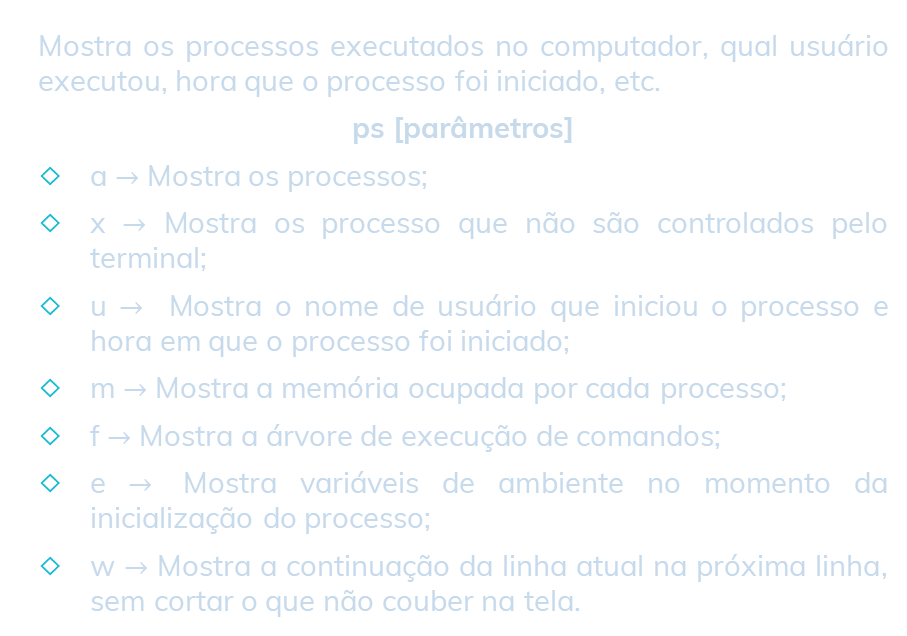 Mostra os processos executados no computador, qual usuário
executou, hora que o processo foi iniciado, etc.
ps [parâmetros]
a → Mostra os processos;
x → Mostra os processo que não são controlados pelo
terminal;
u → Mostra o nome de usuário que iniciou o processo e
hora em que o processo foi iniciado;
m → Mostra a memória ocupada por cada processo;
f → Mostra a árvore de execução de comandos;
e → Mostra variáveis de ambiente no momento da
inicialização do processo;
w → Mostra a continuação da linha atual na próxima linha,
sem cortar o que não couber na tela.